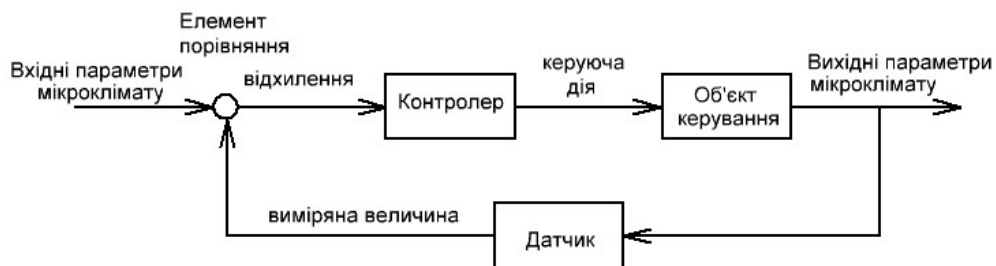 Елемент
порівняння
Вхідні параметри
мікроклімату
відхилення
Контролер
керуюча
дія
Об'єкт
керування
Вихідні параметри
мікроклімату
виміряна величина
Датчик